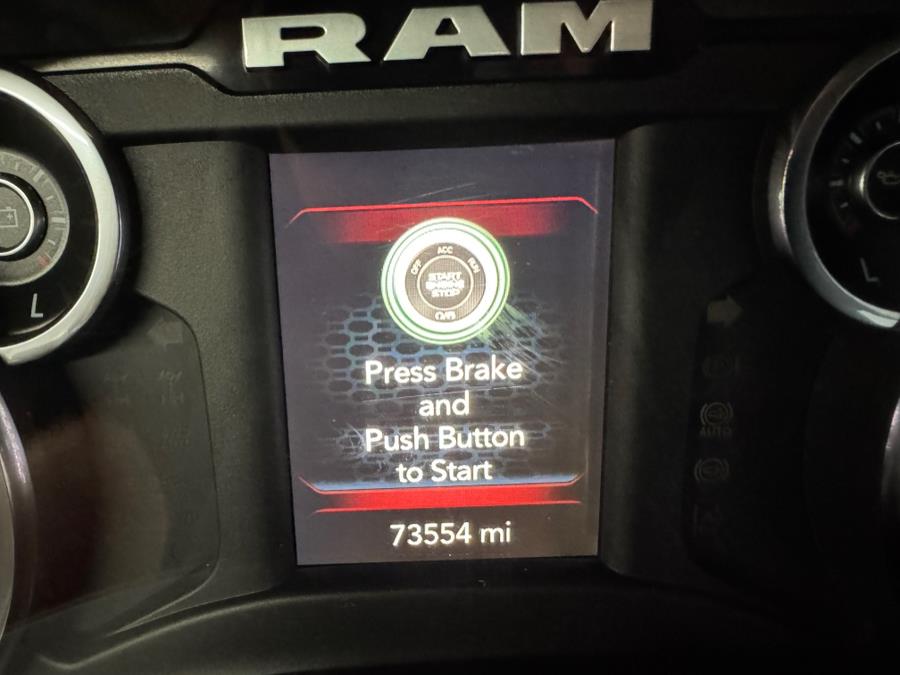 RAM
ACC
OFF RUN
START
ENGINE
STOP
Press Brake
and
Push Button
to Start
73554 mi
L
L
AUTO